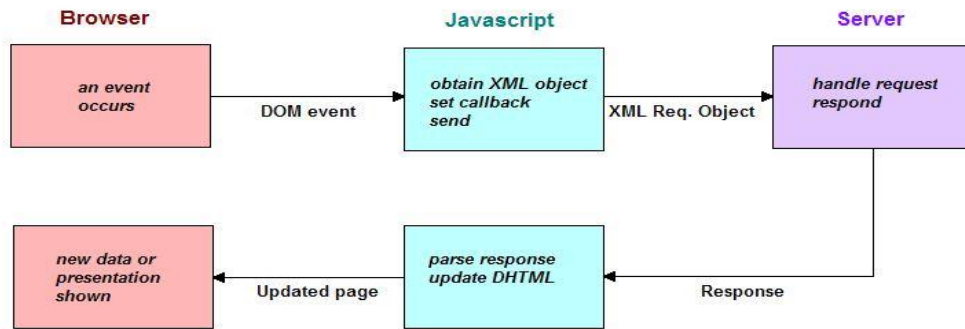 Browser
Javascript
Server
an event
occurs
DOM event
obtain XML object
set callback
send
XML Req. Object
handle request
respond
new data or
presentation
shown
Updated page
parse response
update DHTML
Response